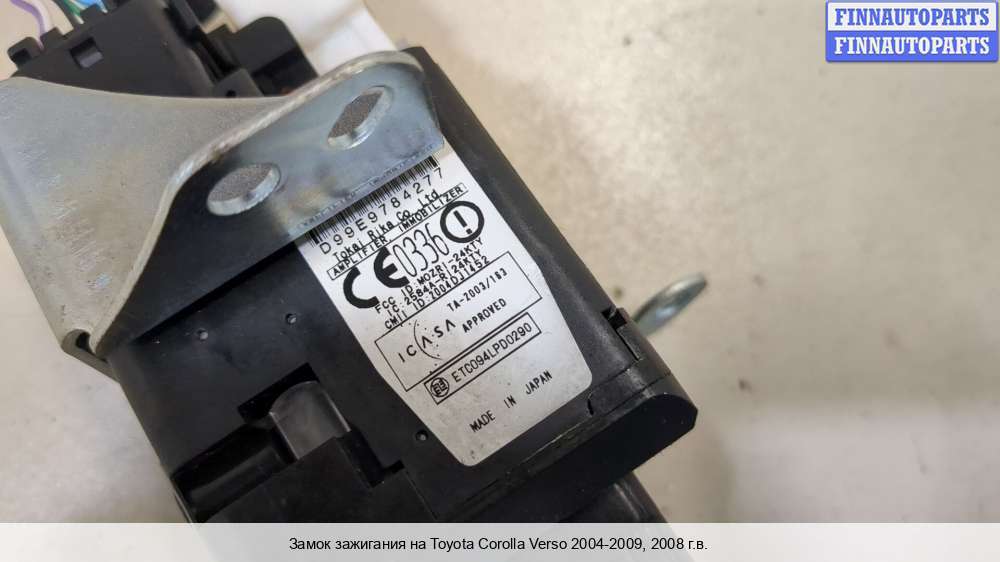 FINNAUTOPARTS
FINNAUTOPARTS
D99E9784277
Tokai Rika Co., Ltd.
AMPLIFIER IMMOBILIZER
CE0336
FCC ID:MOZRI-24KTY
IC:2584A-RI24KTY
CMII ID:2004DJ1452
ICASA TA-2003/183
APPROVED
ETC094LPD0290
MADE IN JAPAN
Замок зажигания на Toyota Corolla Verso 2004-2009, 2008 г.в.